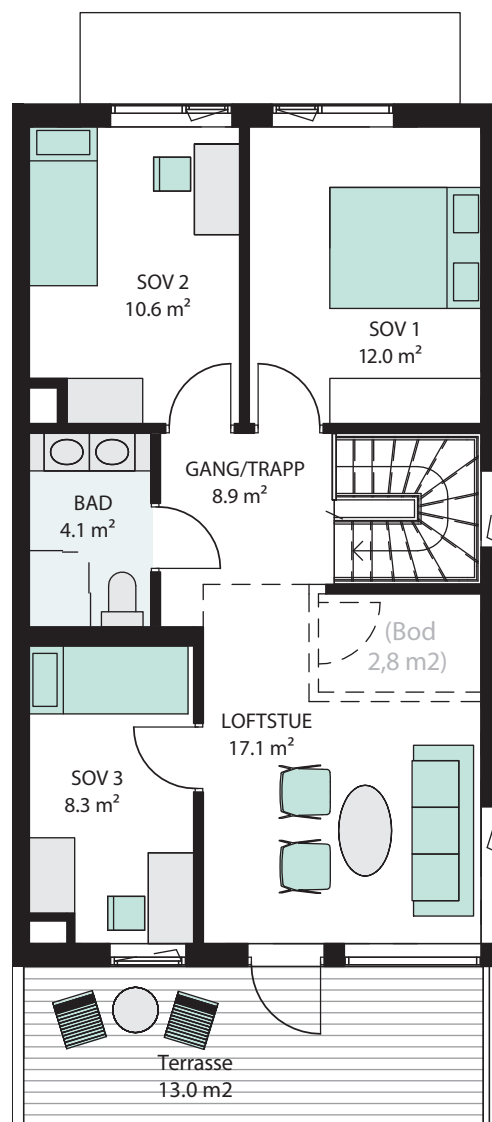 SOV 2
10.6 m²
SOV 1
12.0 m²
GANG/TRAPP
8.9 m²
BAD
4.1 m²
(Bod
2,8 m2)
LOFTSTUE
17.1 m²
SOV 3
8.3 m²
Terrasse
13.0 m2